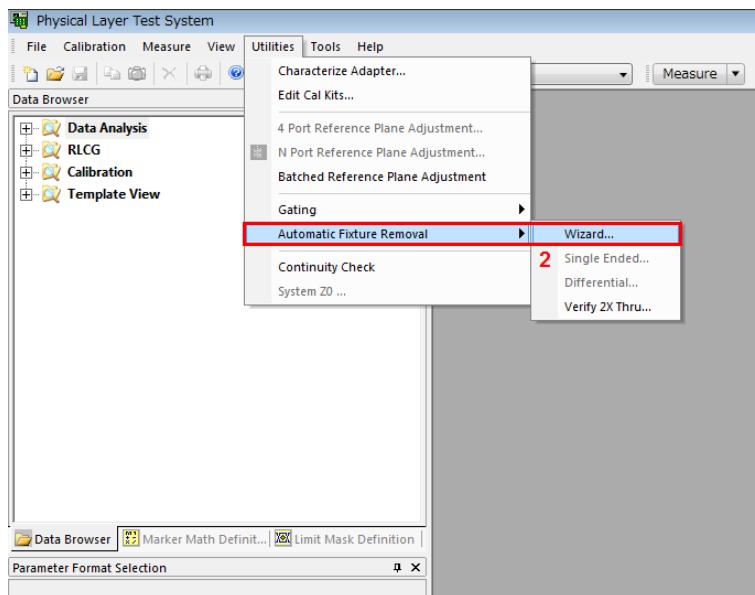 Physical Layer Test System
File Calibration Measure View Utilities Tools Help
Measure
Data Browser
Data Analysis
RLCG
Calibration
Template View
Characterize Adapter...
Edit Cal Kits...
4 Port Reference Plane Adjustment...
N Port Reference Plane Adjustment...
Batched Reference Plane Adjustment
Gating
Automatic Fixture Removal
Continuity Check
System Z0 ...
Wizard...
2 Single Ended...
Differential...
Verify 2X Thru...
Data Browser Marker Math Definit... Limit Mask Definition
Parameter Format Selection